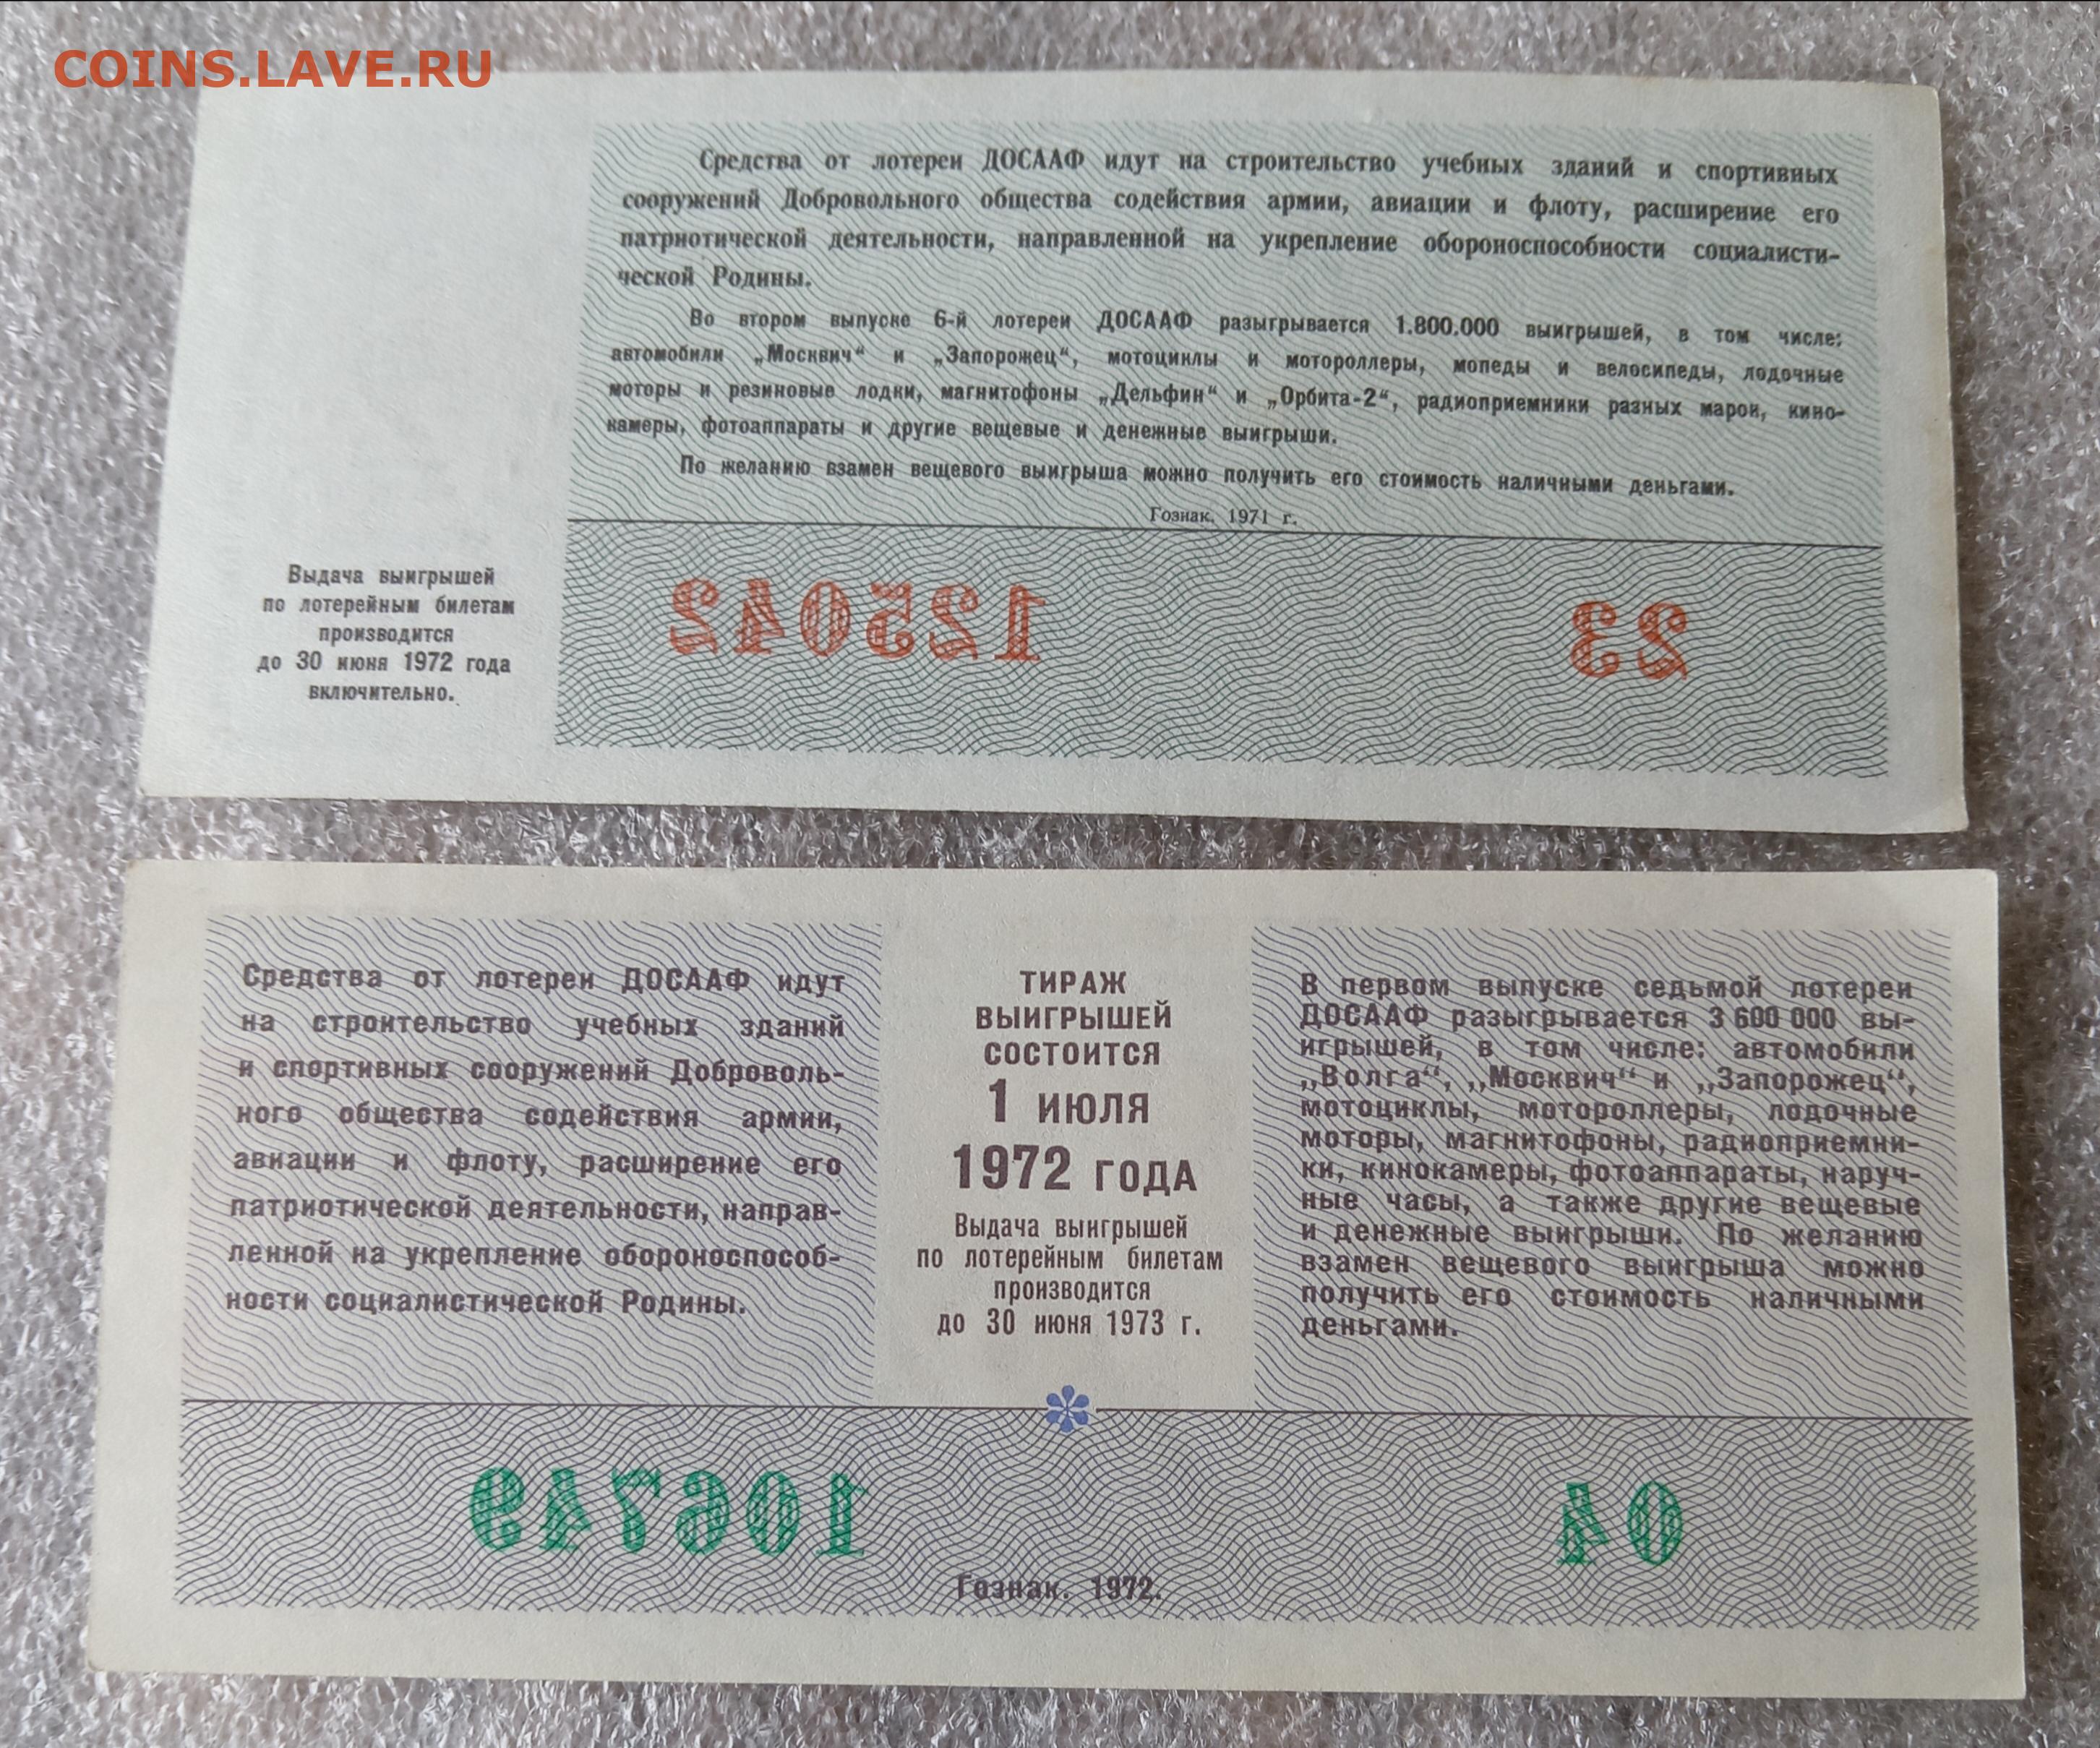 COINS.LAVE.RU
Средства от лотереи ДОСААФ идут на строительство учебных зданий и спортивных
сооружений Добровольного общества содействия армии, авиации и флоту, расширение его
патриотической деятельности, направленной на укрепление обороноспособности социалисти-
ческой Родины.
Во втором выпуске 6-й лотереи ДОСААФ разыгрывается 1.800.000 выигрышей, в том числе:
автомобили „Москвич“ и „Запорожец“, мотоциклы и мотороллеры, мопеды и велосипеды, лодочные
моторы и резиновые лодки, магнитофоны „Дельфин“ и „Орбита-2“, радиоприемники разных марок, кино-
камеры, фотоаппараты и другие вещевые и денежные выигрыши.
По желанию взамен вещевого выигрыша можно получить его стоимость наличными деньгами.
Гознак. 1971 г.
Выдача выигрышей
по лотерейным билетам
производится
до 30 июня 1972 года
включительно.
125042
23
Средства от лотереи ДОСААФ идут
на строительство учебных зданий
и спортивных сооружений Доброволь-
ного общества содействия армии,
авиации и флоту, расширение его
патриотической деятельности, направ-
ленной на укрепление обороноспособ-
ности социалистической Родины.
ТИРАЖ
ВЫИГРЫШЕЙ
СОСТОИТСЯ
1 ИЮЛЯ
1972 ГОДА
Выдача выигрышей
по лотерейным билетам
производится
до 30 июня 1973 г.
В первом выпуске седьмой лотереи
ДОСААФ разыгрывается 3 600 000 вы-
игрышей, в том числе: автомобили
„Волга“, „Москвич“ и „Запорожец“,
мотоциклы, мотороллеры, лодочные
моторы, магнитофоны, радиоприемни-
ки, кинокамеры, фотоаппараты, наруч-
ные часы, а также другие вещевые
и денежные выигрыши. По желанию
взамен вещевого выигрыша можно
получить его стоимость наличными
деньгами.
106749
04
Гознак. 1972.